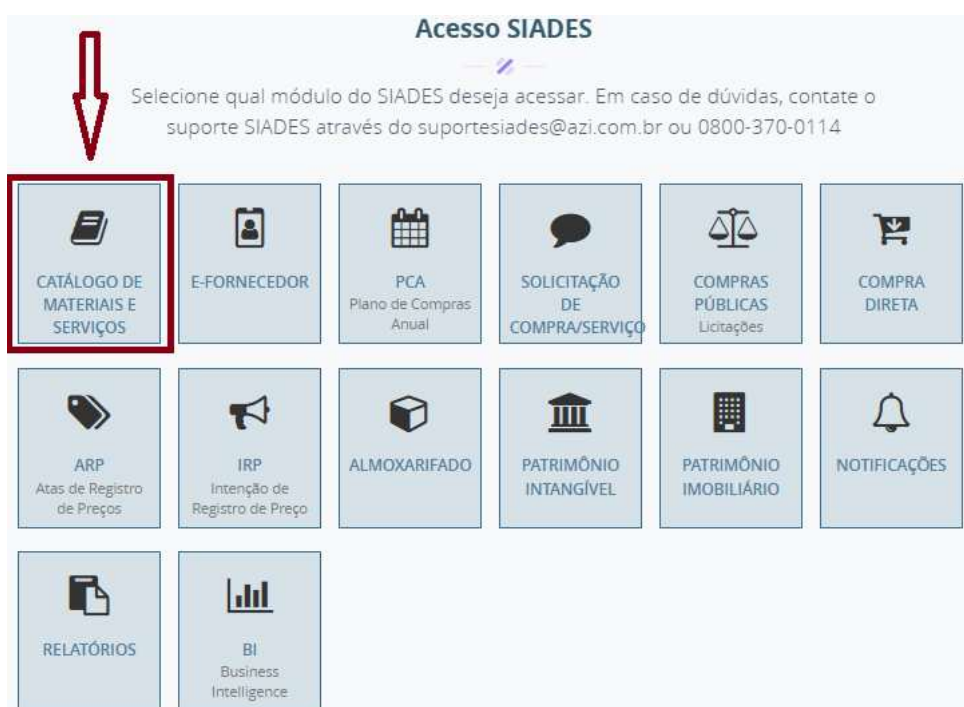 Acesso SIADES
Selecione qual módulo do SIADES deseja acessar. Em caso de dúvidas, contate o
suporte SIADES através do suportesiades@azi.com.br ou 0800-370-0114
CATÁLOGO DE
MATERIAIS E
SERVIÇOS
E-FORNECEDOR
PCA
Plano de Compras
Anual
SOLICITAÇÃO
DE
COMPRA/SERVIÇO
COMPRAS
PÚBLICAS
Licitações
COMPRA
DIRETA
ARP
Atas de Registro
de Preços
IRP
Intenção de
Registro de Preço
ALMOXARIFADO
PATRIMÔNIO
INTANGÍVEL
PATRIMÔNIO
IMOBILIÁRIO
NOTIFICAÇÕES
RELATÓRIOS
BI
Business
Intelligence